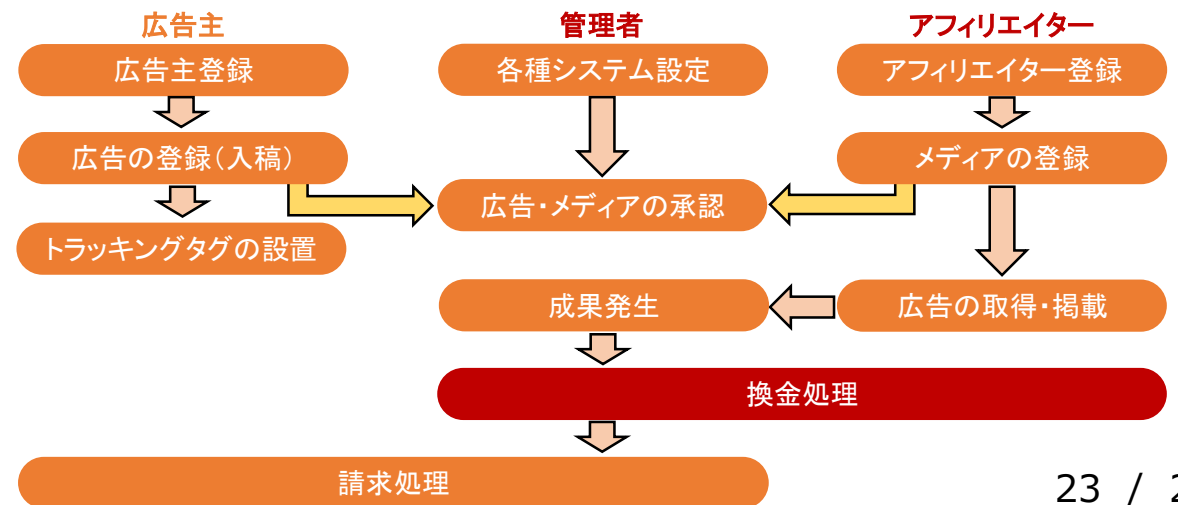 広告主
管理者
アフィリエイター
広告主登録
各種システム設定
アフィリエイター登録
広告の登録(入稿)
メディアの登録
広告・メディアの承認
トラッキングタグの設置
成果発生
広告の取得・掲載
換金処理
請求処理
23 / 2